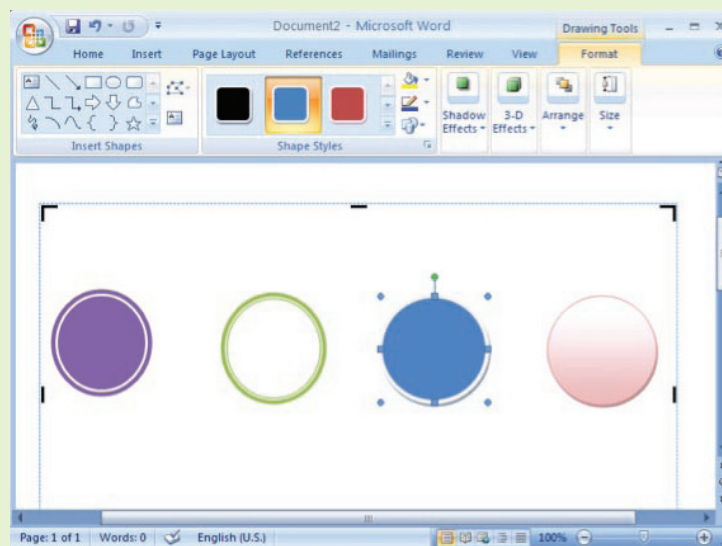 Document2 - Microsoft Word
Drawing Tools
Home Insert Page Layout References Mailings Review View Format
Shadow Effects
3-D Effects
Arrange
Size
Insert Shapes
Shape Styles
Page: 1 of 1 Words: 0 English (U.S.) 100%